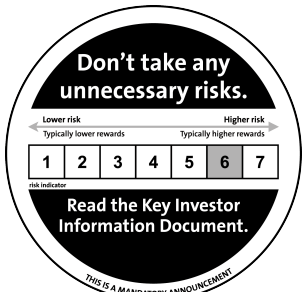 Don't take any
unnecessary risks.
Lower risk Higher risk
Typically lower rewards Typically higher rewards
1 2 3 4 5 6 7
risk indicator
Read the Key Investor
Information Document.
THIS IS A MANDATORY ANNOUNCEMENT